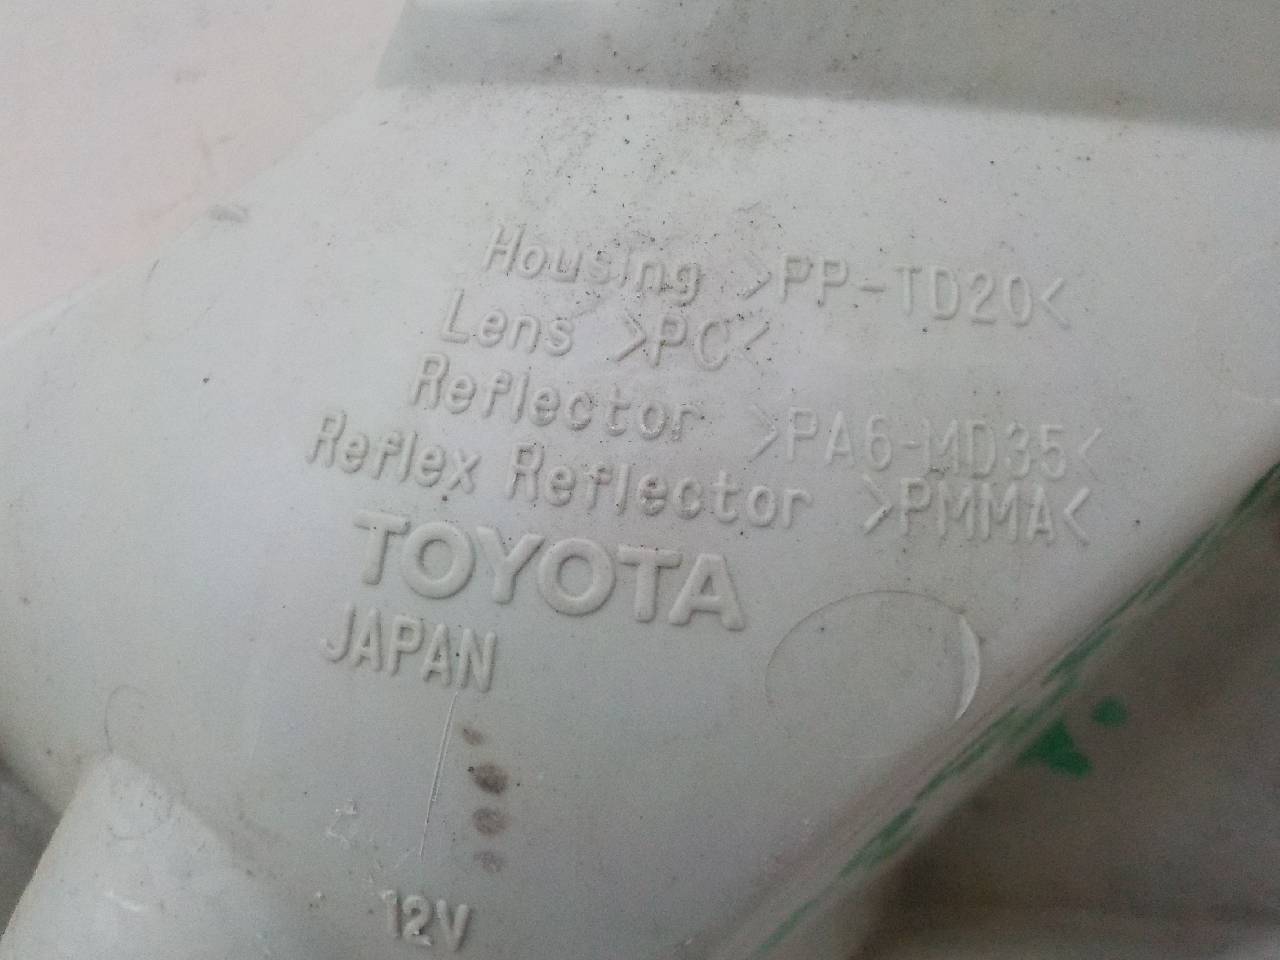 Housing >PP-TD20<
Lens >PC<
Reflector >PA6-MD35<
Reflex Reflector >PMMA<
TOYOTA
JAPAN
12V